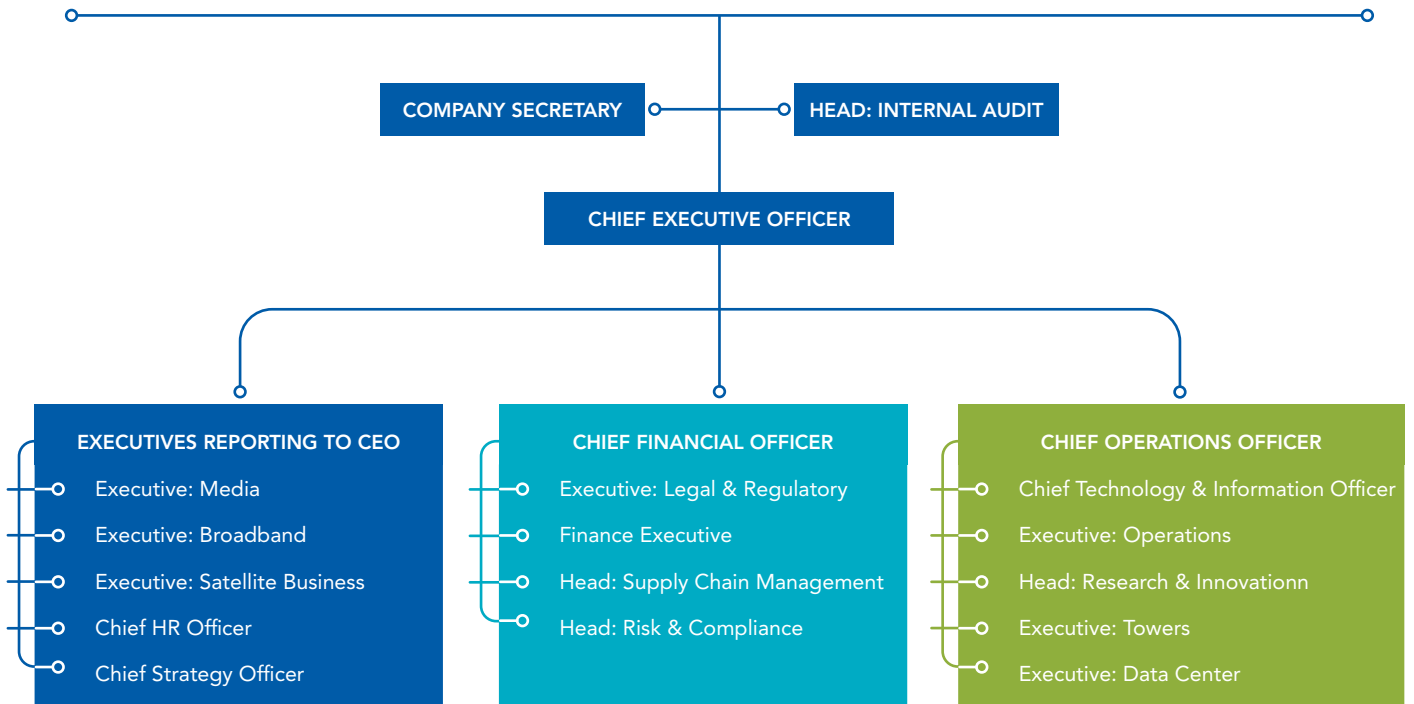 COMPANY SECRETARY
HEAD: INTERNAL AUDIT
CHIEF EXECUTIVE OFFICER
EXECUTIVES REPORTING TO CEO
Executive: Media
Executive: Broadband
Executive: Satellite Business
Chief HR Officer
Chief Strategy Officer
CHIEF FINANCIAL OFFICER
Executive: Legal & Regulatory
Finance Executive
Head: Supply Chain Management
Head: Risk & Compliance
CHIEF OPERATIONS OFFICER
Chief Technology & Information Officer
Executive: Operations
Head: Research & Innovationn
Executive: Towers
Executive: Data Center